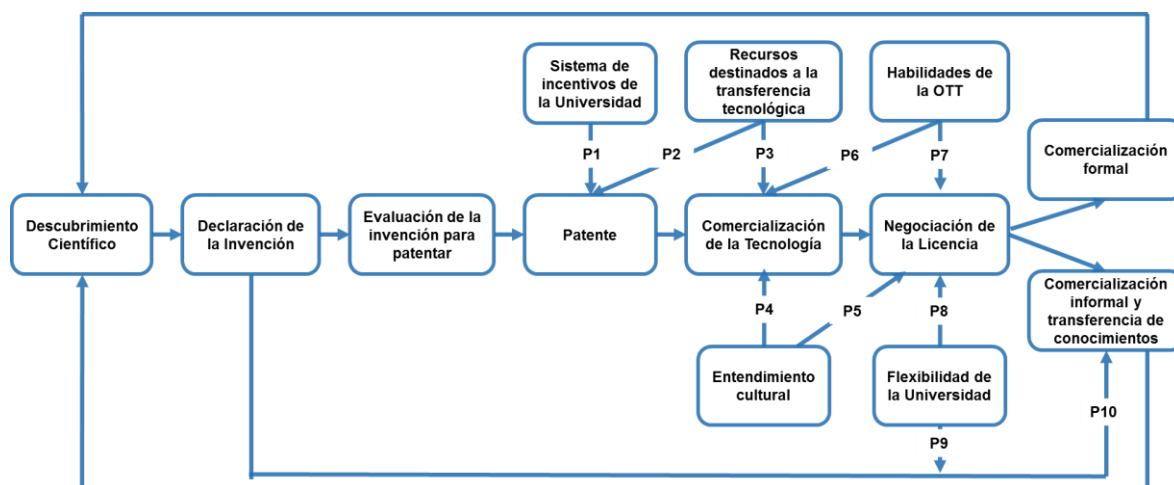 Sistema de
incentivos de
la Universidad
Recursos
destinados a la
transferencia
tecnológica
Habilidades de
la OTT
P1
P2
P3
P6
P7
Comercialización
formal
Descubrimiento
Científico
Declaración de
la Invención
Evaluación de la
invención para
patentar
Patente
Comercialización
de la Tecnología
Negociación de
la Licencia
Comercialización
informal y
transferencia de
conocimientos
P4
P5
P8
Entendimiento
cultural
Flexibilidad de
la Universidad
P10
P9